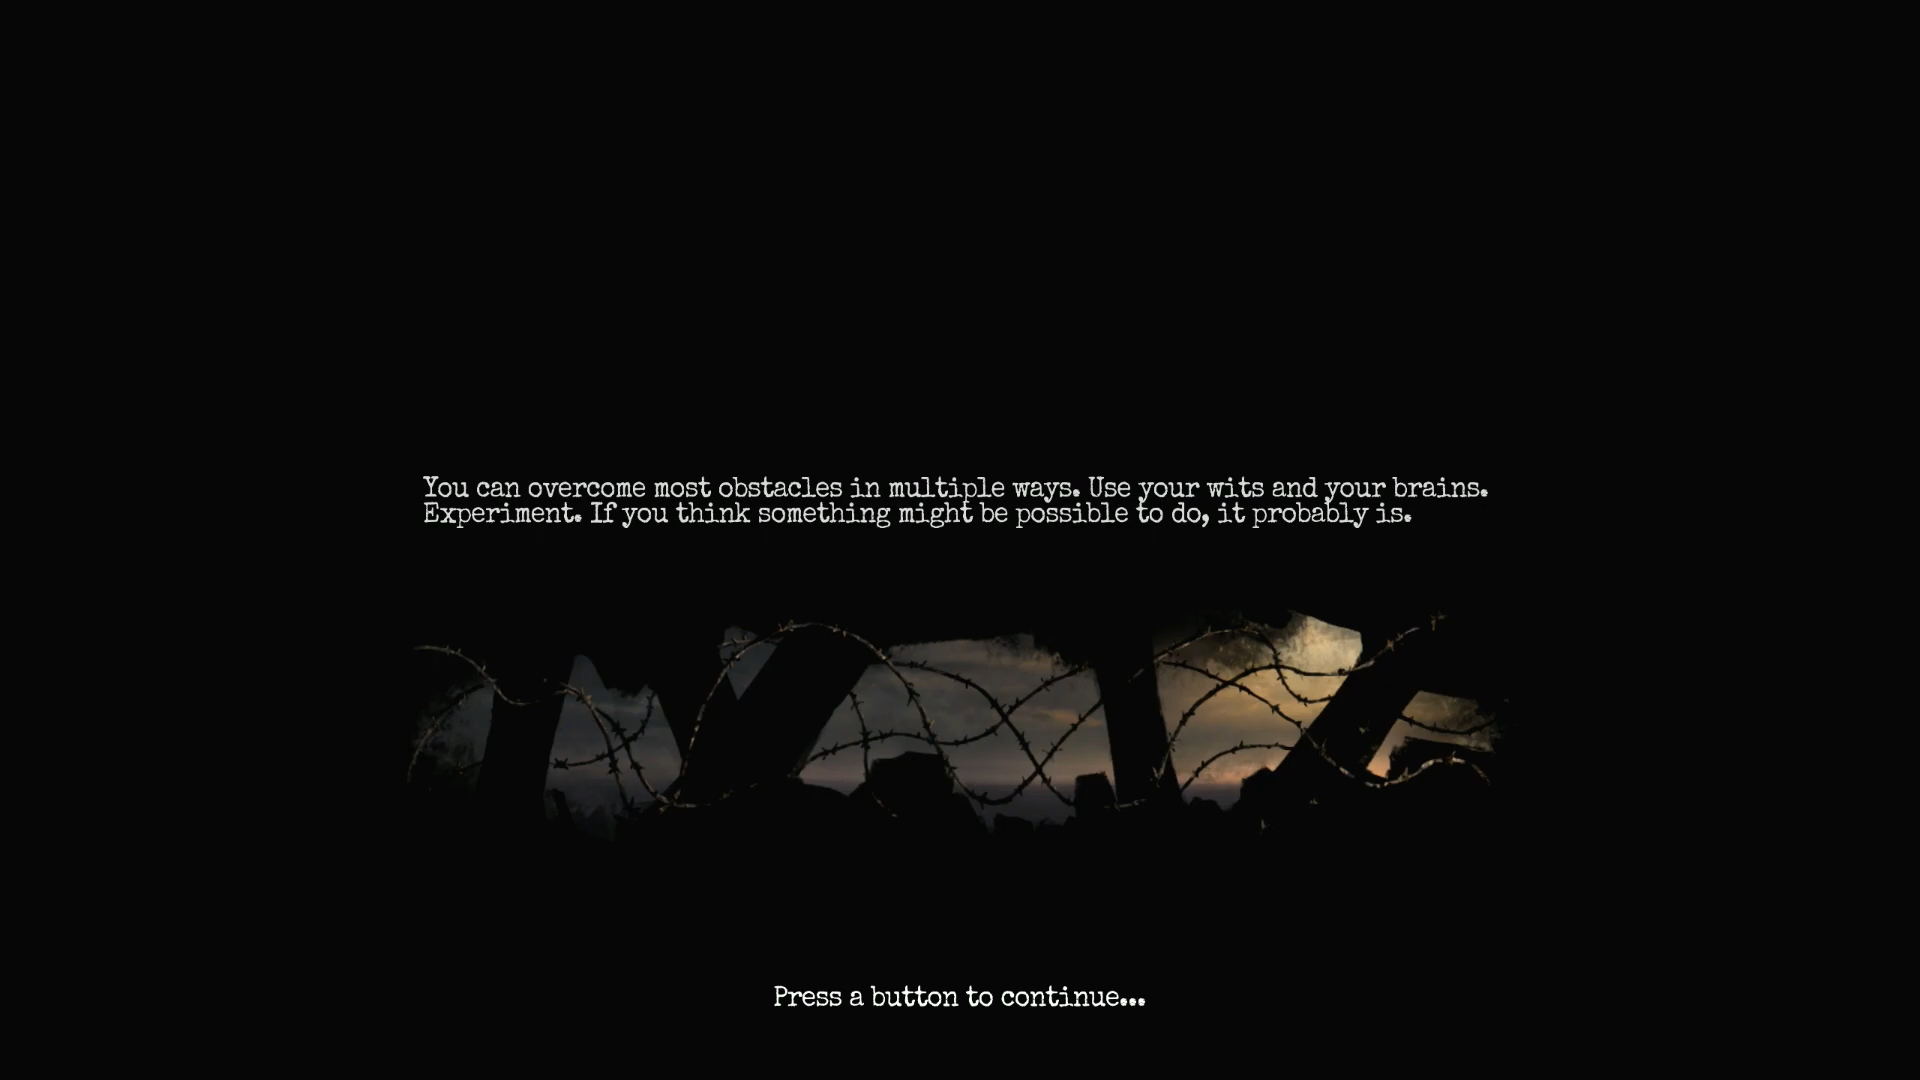 You can overcome most obstacles in multiple ways. Use your wits and your brains.
Experiment. If you think something might be possible to do, it probably is.
Press a button to continue...